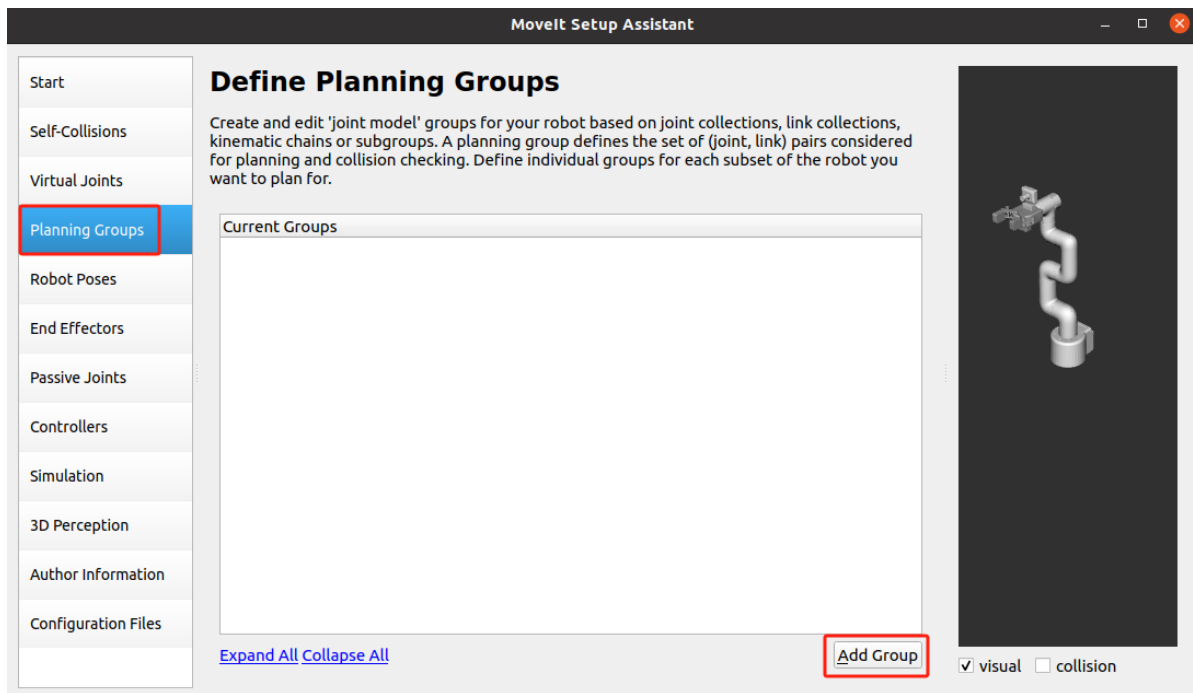 MoveIt Setup Assistant
Start
Self-Collisions
Virtual Joints
Planning Groups
Robot Poses
End Effectors
Passive Joints
Controllers
Simulation
3D Perception
Author Information
Configuration Files
Define Planning Groups
Create and edit 'joint model' groups for your robot based on joint collections, link collections,
kinematic chains or subgroups. A planning group defines the set of (joint, link) pairs considered
for planning and collision checking. Define individual groups for each subset of the robot you
want to plan for.
Current Groups
Expand All Collapse All
Add Group
visual
collision